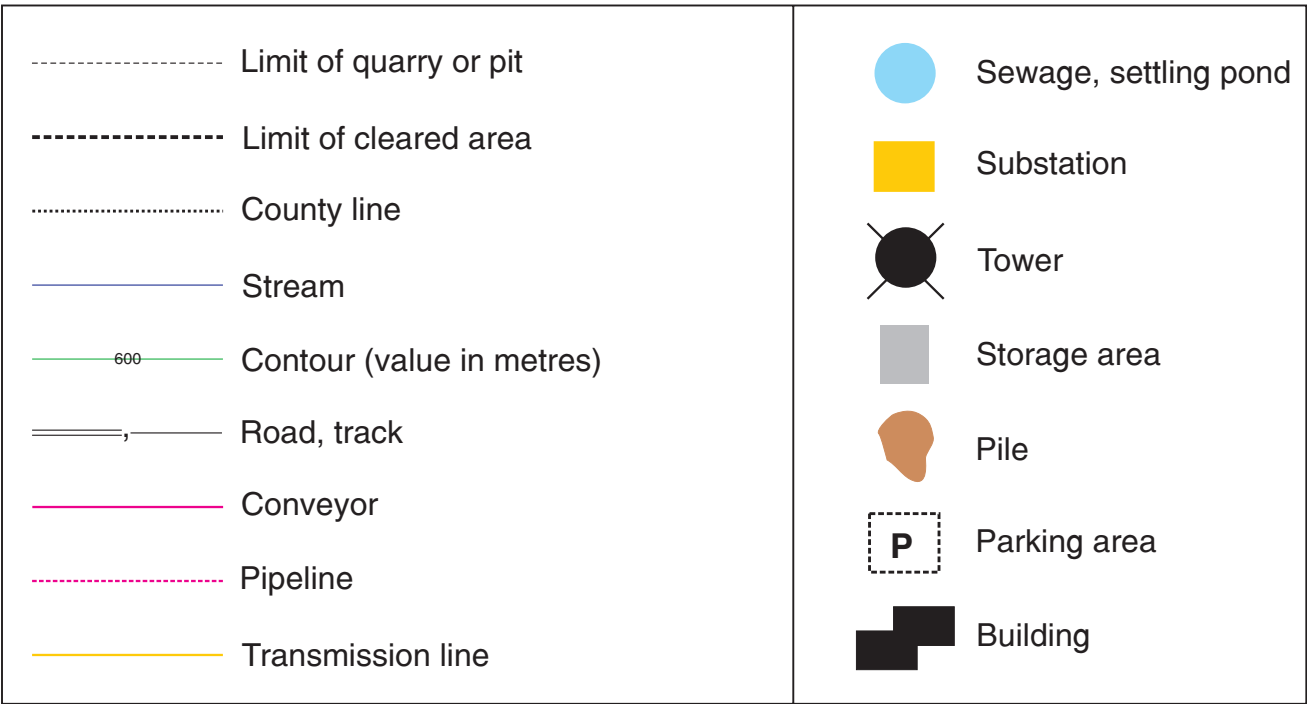 Limit of quarry or pit
Limit of cleared area
County line
Stream
600
Contour (value in metres)
Road, track
Conveyor
Pipeline
Transmission line
Sewage, settling pond
Substation
Tower
Storage area
Pile
P
Parking area
Building